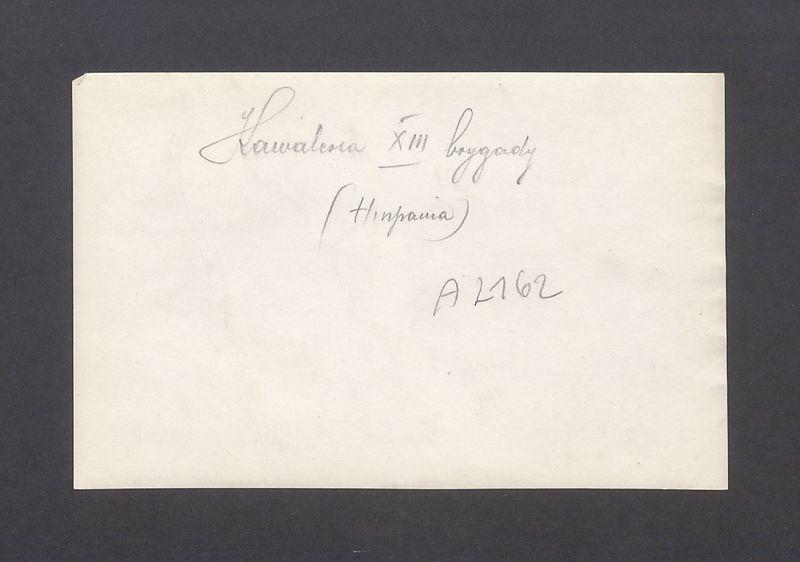 Kawaleria XIII brygady
(Hiszpania)
A 2162